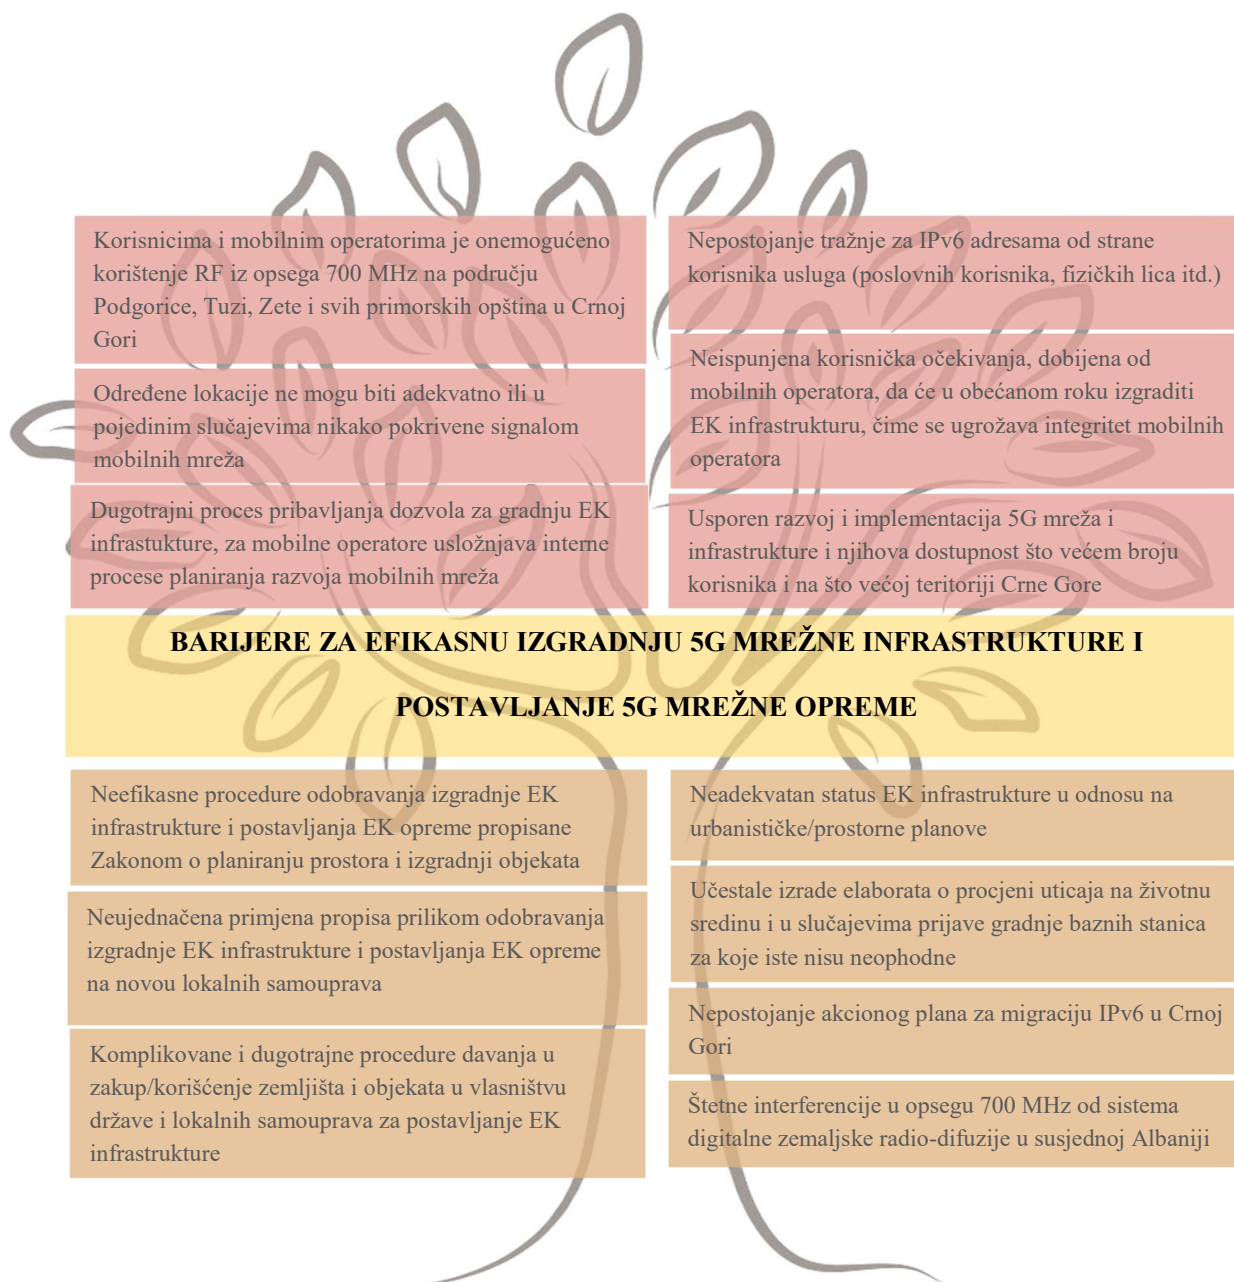 Korisnicima i mobilnim operatorima je onemogućeno
korištenje RF iz opsega 700 MHz na području
Podgorice, Tuzi, Zete i svih primorskih opština u Crnoj
Gori
Određene lokacije ne mogu biti adekvatno ili u
pojedinim slučajevima nikako pokrivene signalom
mobilnih mreža
Dugotrajni proces pribavljanja dozvola za gradnju EK
infrastukture, za mobilne operatore usložnjava interne
procese planiranja razvoja mobilnih mreža
Nepostojanje tražnje za IPv6 adresama od strane
korisnika usluga (poslovnih korisnika, fizičkih lica itd.)
Neispunjena korisnička očekivanja, dobijena od
mobilnih operatora, da će u obećanom roku izgraditi
EK infrastrukturu, čime se ugrožava integritet mobilnih
operatora
Usporen razvoj i implementacija 5G mreža i
infrastrukture i njihova dostupnost što većem broju
korisnika i na što većoj teritoriji Crne Gore
BARIJERE ZA EFIKASNU IZGRADNJU 5G MREŽNE INFRASTRUKTURE I
POSTAVLJANJE 5G MREŽNE OPREME
Neefikasne procedure odobravanja izgradnje EK
infrastrukture i postavljanja EK opreme propisane
Zakonom o planiranju prostora i izgradnji objekata
Neujednačena primjena propisa prilikom odobravanja
izgradnje EK infrastrukture i postavljanja EK opreme
na novou lokalnih samouprava
Komplikovane i dugotrajne procedure davanja u
zakup/korišćenje zemljišta i objekata u vlasništvu
države i lokalnih samouprava za postavljanje EK
infrastrukture
Neadekvatan status EK infrastrukture u odnosu na
urbanističke/prostorne planove
Učestale izrade elaborata o procjeni uticaja na životnu
sredinu i u slučajevima prijave gradnje baznih stanica
za koje iste nisu neophodne
Nepostojanje akcionog plana za migraciju IPv6 u Crnoj
Gori
Štetne interferencije u opsegu 700 MHz od sistema
digitalne zemaljske radio-difuzije u susjednoj Albaniji